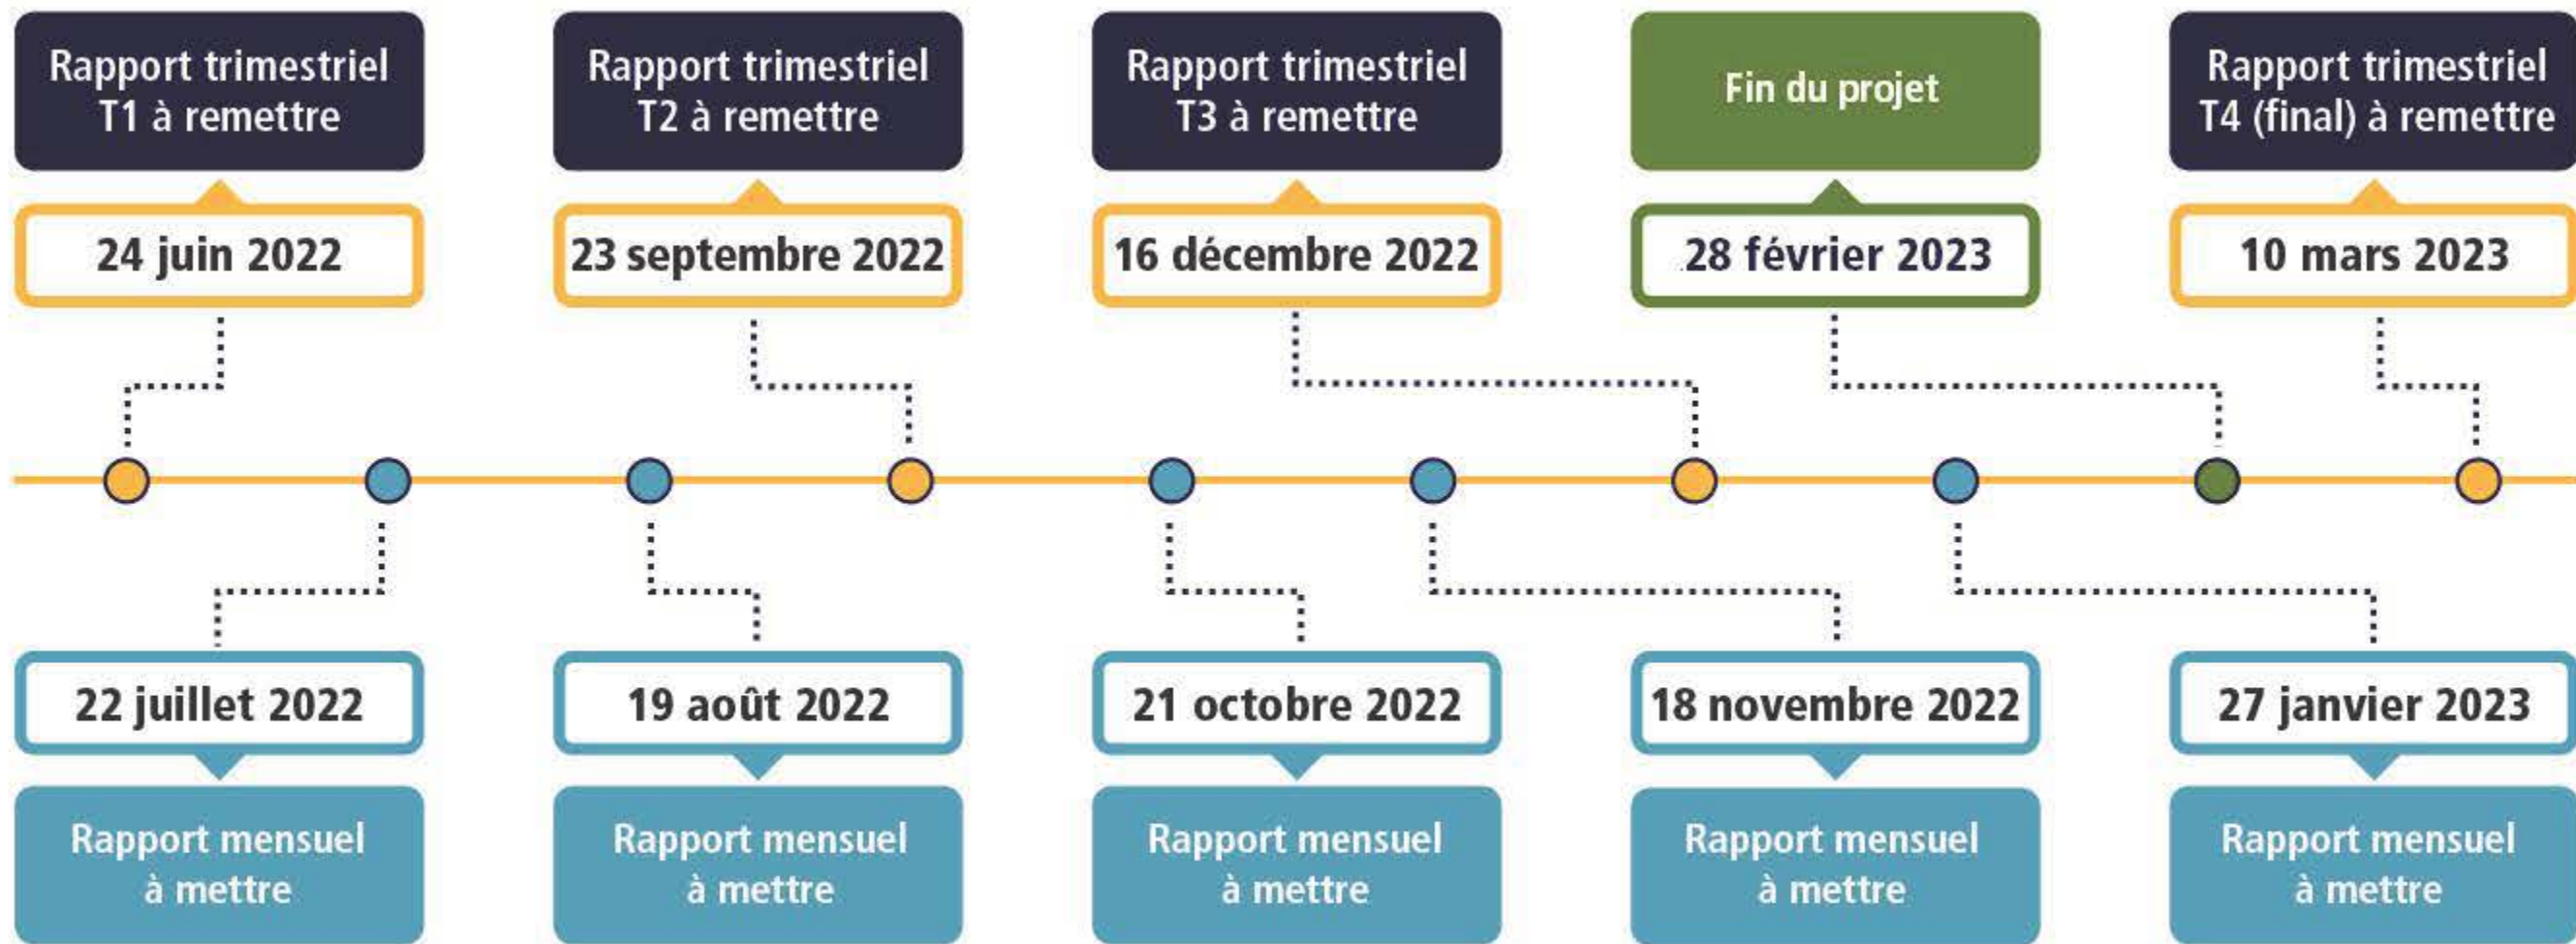 Rapport trimestriel
T1 à remettre
24 juin 2022
Rapport trimestriel
T2 à remettre
23 septembre 2022
Rapport trimestriel
T3 à remettre
16 décembre 2022
Fin du projet
28 février 2023
Rapport trimestriel
T4 (final) à remettre
10 mars 2023
22 juillet 2022
Rapport mensuel
à mettre
19 août 2022
Rapport mensuel
à mettre
21 octobre 2022
Rapport mensuel
à mettre
18 novembre 2022
Rapport mensuel
à mettre
27 janvier 2023
Rapport mensuel
à mettre